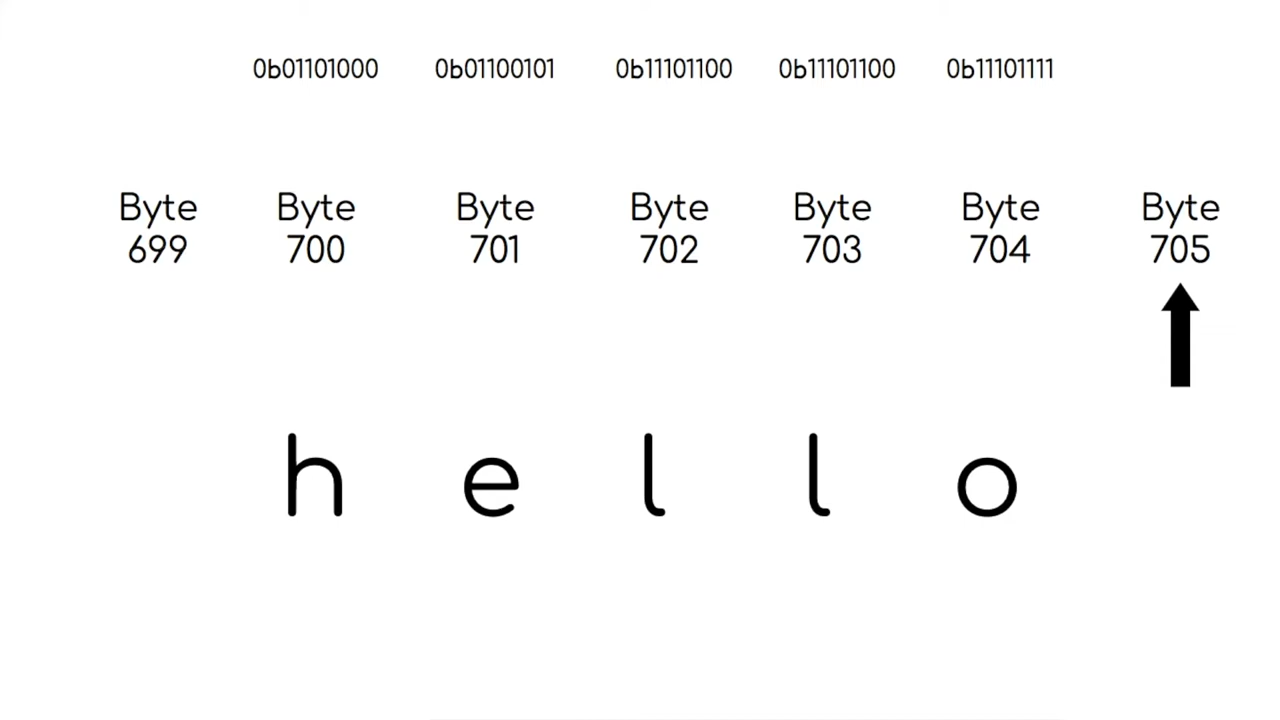 0b01101000 0b01100101 0b11101100 0b11101100 0b11101111
Byte Byte Byte Byte Byte Byte Byte
699 700 701 702 703 704 705
h e l l o